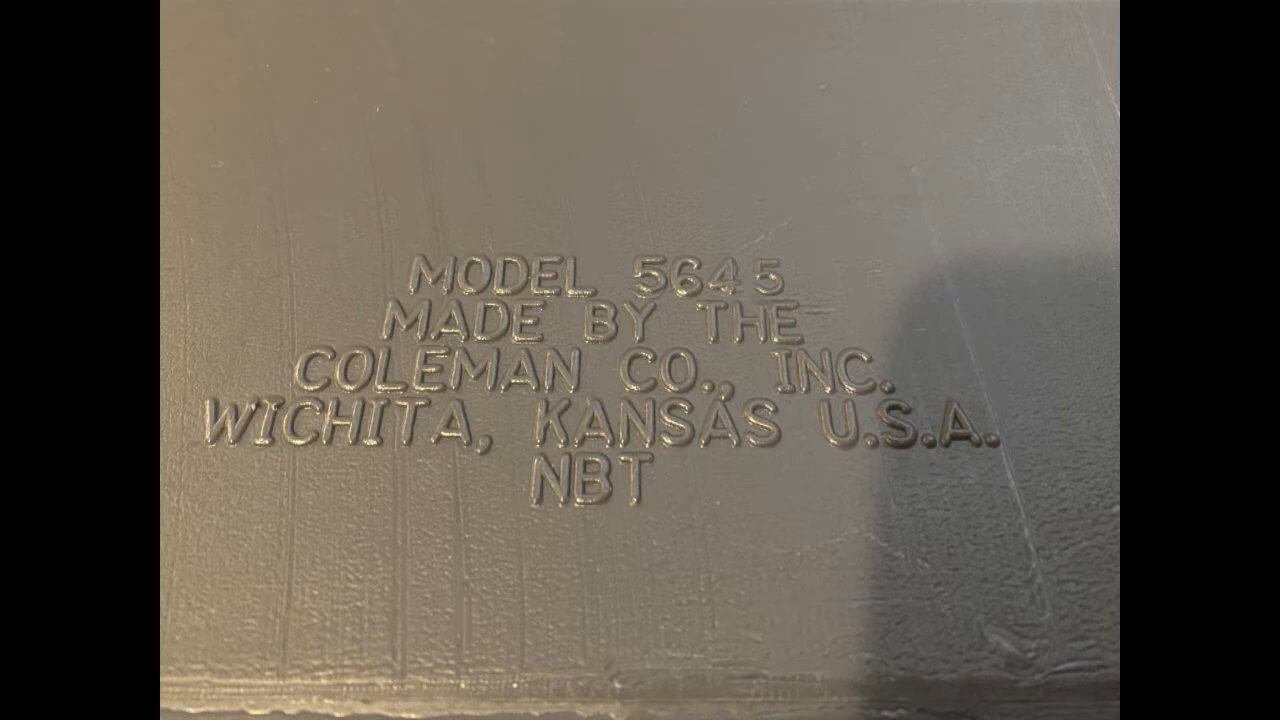 MODEL 5645
MADE BY THE
COLEMAN CO., INC.
WICHITA, KANSAS U.S.A.
NBT